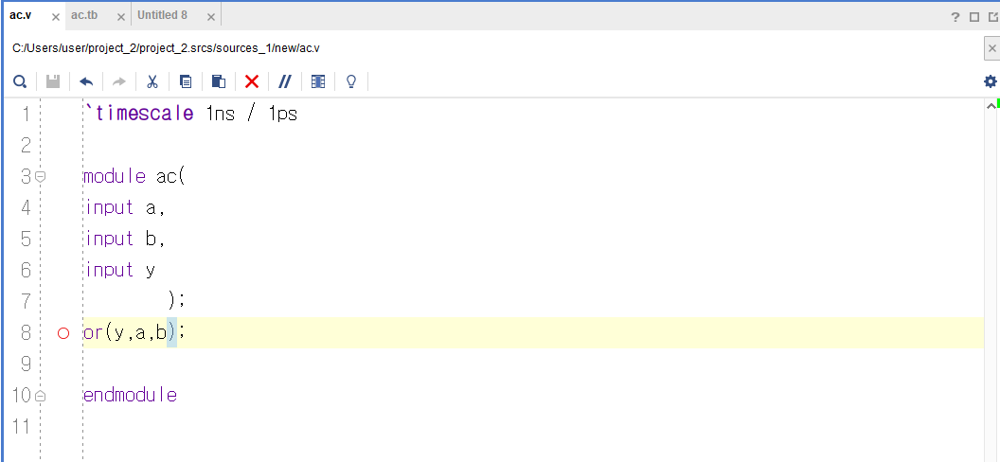 ac.v ac.tb Untitled 8
C:/Users/user/project_2/project_2.srcs/sources_1/new/ac.v
1 `timescale 1ns / 1ps
2
3 module ac(
4 input a,
5 input b,
6 input y
7 );
8 or(y,a,b);
9
10 endmodule
11